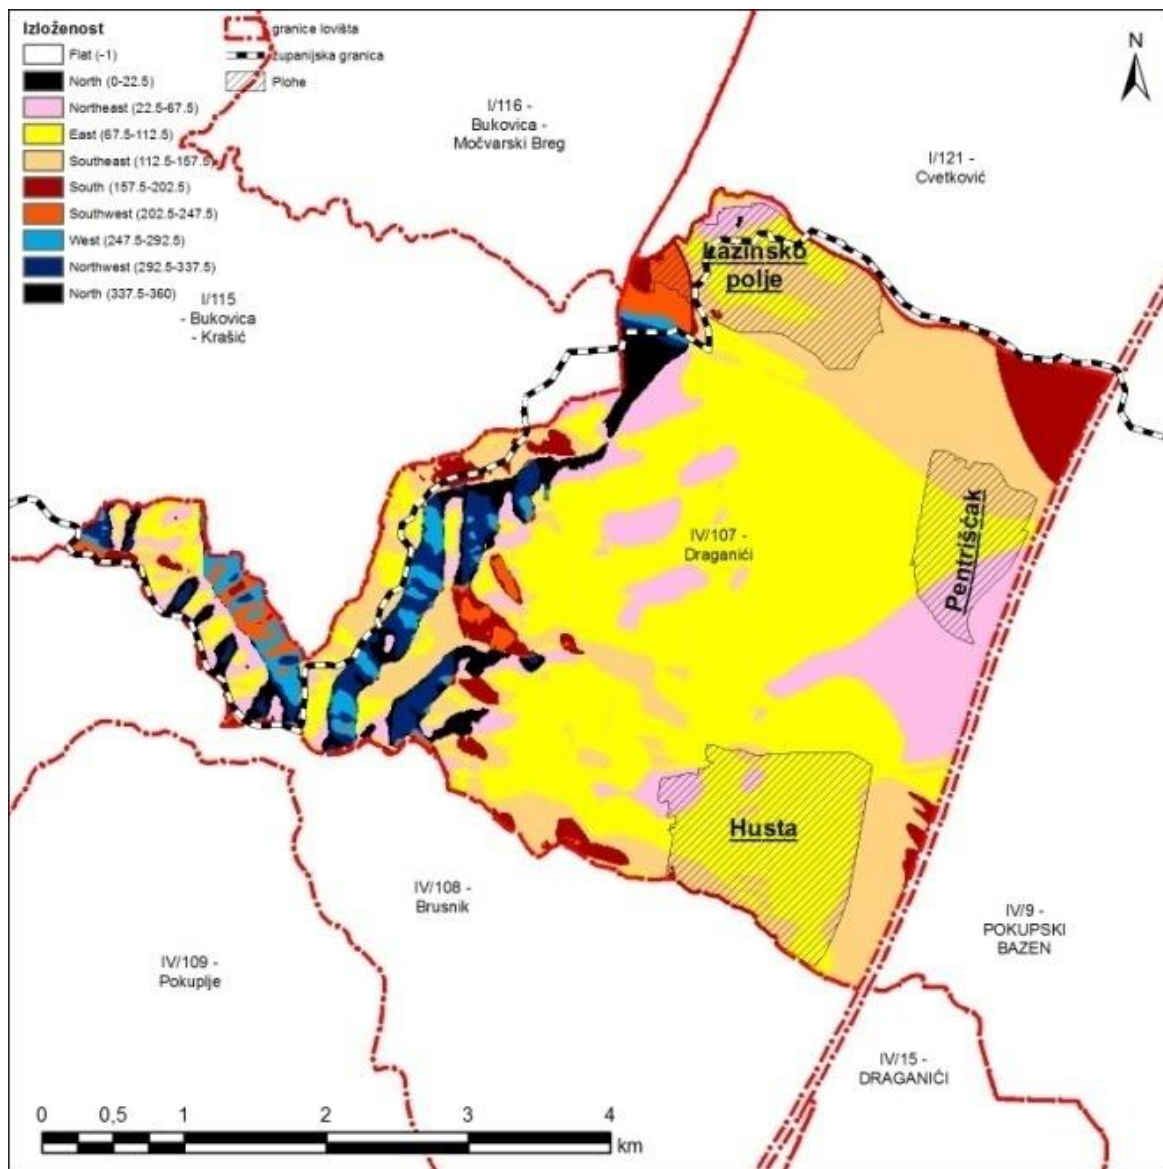 Izloženost
Flat (-1)
North (0-22.5)
Northeast (22.5-67.5)
East (67.5-112.5)
Southeast (112.5-157.5)
South (157.5-202.5)
Southwest (202.5-247.5)
West (247.5-292.5)
Northwest (292.5-337.5)
North (337.5-360)
granice lovišta
županijska granica
Plohe
N
I/116 -
Bukovica -
Močvarski Breg
I/121 -
Cvetković
I/115
- Bukovica
- Krašić
Lazinsko
polje
IV/107 -
Draganići
Pentrišćak
Husta
IV/108 -
Brusnik
IV/109 -
Pokuplje
IV/9 -
POKUPSKI
BAZEN
IV/15 -
DRAGANIĆI
0 0,5 1 2 3 4
km